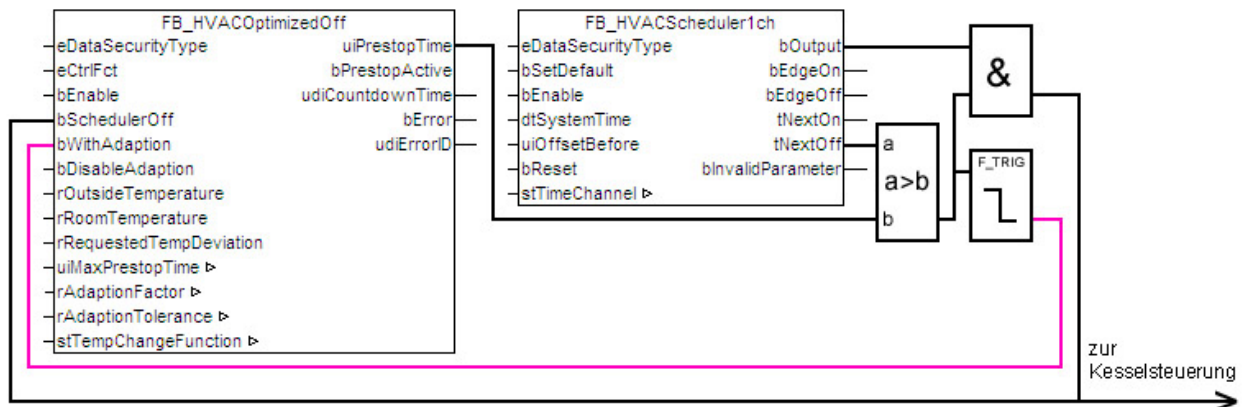 FB_HVACOptimizedOff
eDataSecurityType
eCtrlFct
bEnable
bSchedulerOff
bWithAdaption
bDisableAdaption
rOutsideTemperature
rRoomTemperature
rRequestedTempDeviation
uiMaxPrestopTime
rAdaptionFactor
rAdaptionTolerance
stTempChangeFunction
uiPrestopTime
bPrestopActive
udiCountdownTime
bError
udiErrorID
FB_HVACScheduler1ch
eDataSecurityType
bSetDefault
bEnable
dtSystemTime
uiOffsetBefore
bReset
stTimeChannel
bOutput
bEdgeOn
bEdgeOff
tNextOn
tNextOff
bInvalidParameter
a
a>b
b
&
F_TRIG
zur
Kesselsteuerung